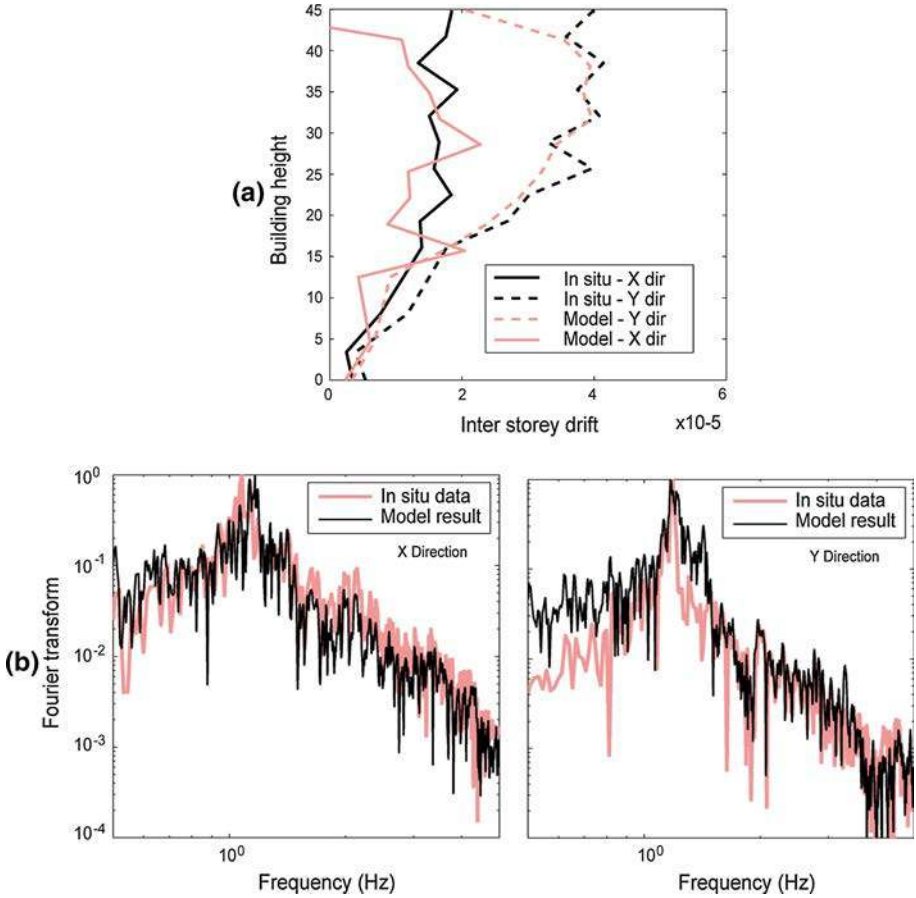 (a)
Building height
45
40
35
30
25
20
15
10
5
0
In situ - X dir
In situ - Y dir
Model - Y dir
Model - X dir
0 2 4 6
Inter storey drift
x10-5
(b)
Fourier transform
10^0
10^-1
10^-2
10^-3
10^-4
In situ data
Model result
X Direction
10^0
Frequency (Hz)
In situ data
Model result
Y Direction
10^0
Frequency (Hz)